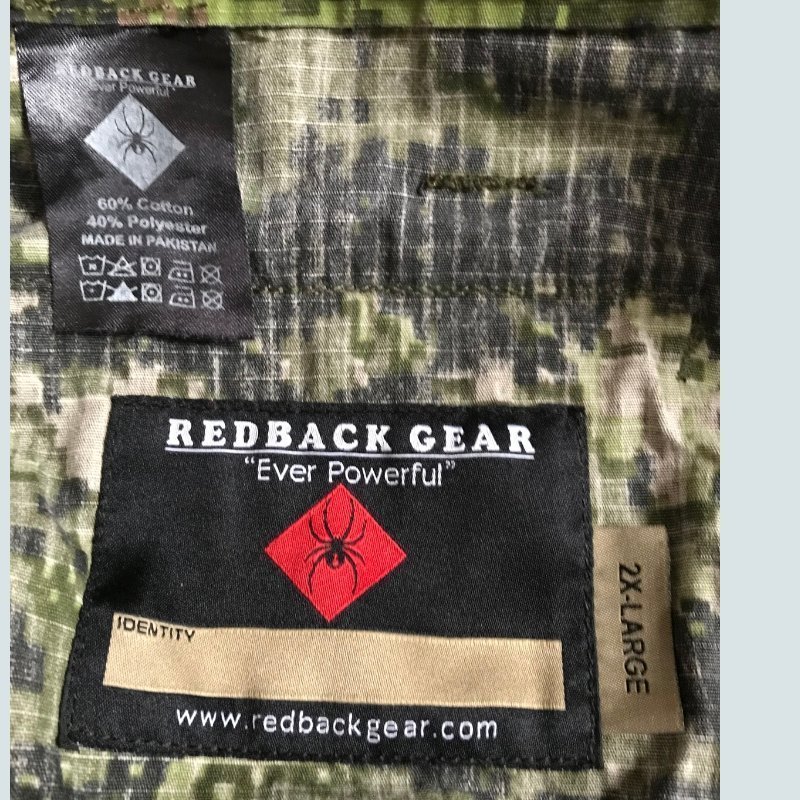 REDBACK GEAR
"Ever Powerful"
60% Cotton
40% Polyester
MADE IN PAKISTAN
REDBACK GEAR
"Ever Powerful"
IDENTITY
www.redbackgear.com
2X-LARGE